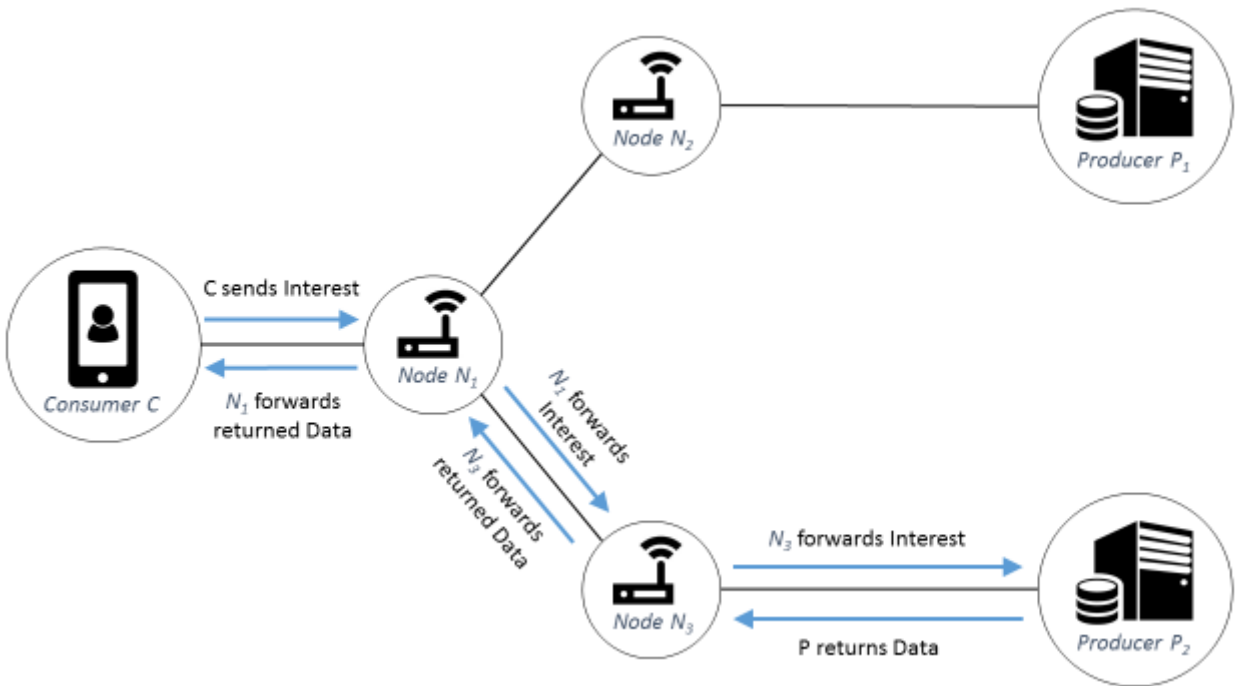 Node N₂
Producer P₁
C sends Interest
Node N₁
Consumer C
N₁ forwards
returned Data
N₁ forwards
Interest
N₃ forwards
returned Data
N₃ forwards Interest
Node N₃
P returns Data
Producer P₂